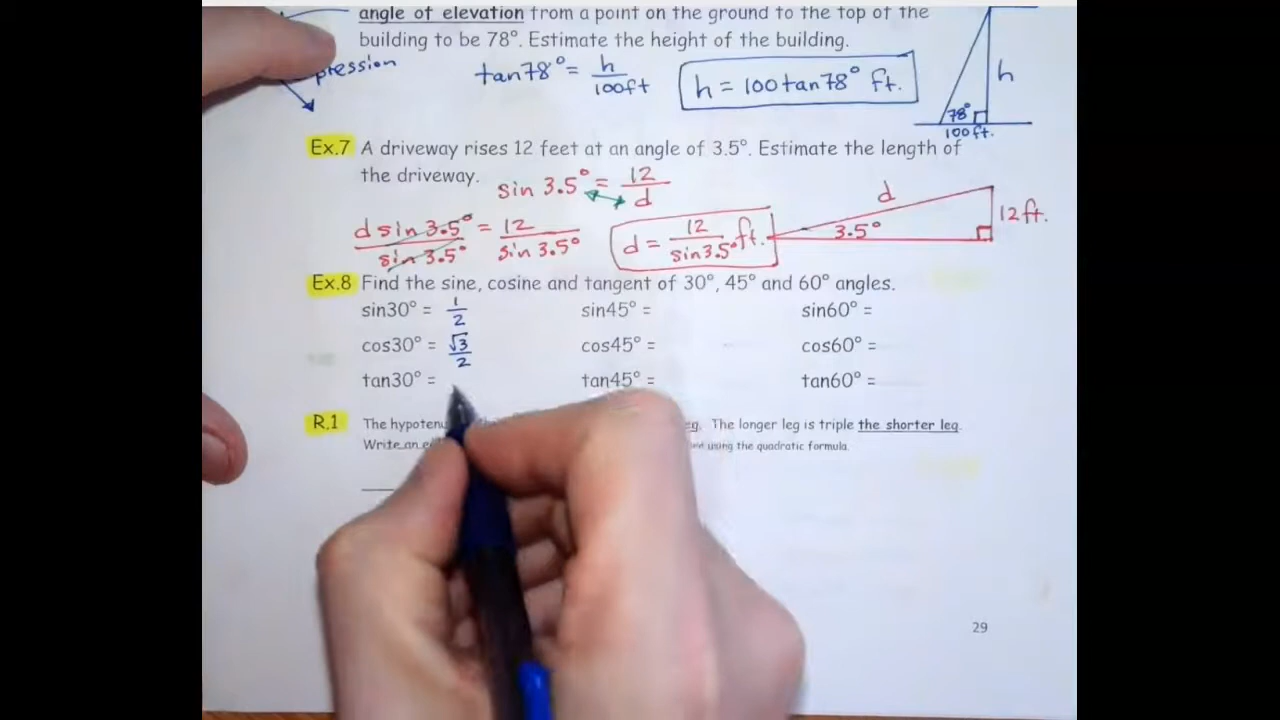 angle of elevation from a point on the ground to the top of the
building to be 78°. Estimate the height of the building.
pression
tan78° = h/100ft
h = 100tan78° ft.
h
78°
100ft.
Ex.7 A driveway rises 12 feet at an angle of 3.5°. Estimate the length of
the driveway.
sin 3.5° = 12/d
d sin 3.5°/sin 3.5° = 12/sin 3.5°
d = 12/sin3.5° ft.
d
3.5°
12ft.
Ex.8 Find the sine, cosine and tangent of 30°, 45° and 60° angles.
sin30° = 1/2 sin45° = sin60° =
cos30° = √3/2 cos45° = cos60° =
tan30° = tan45° = tan60° =
R.1 The The longer leg is triple the shorter leg.
Write an using the quadratic formula.
29